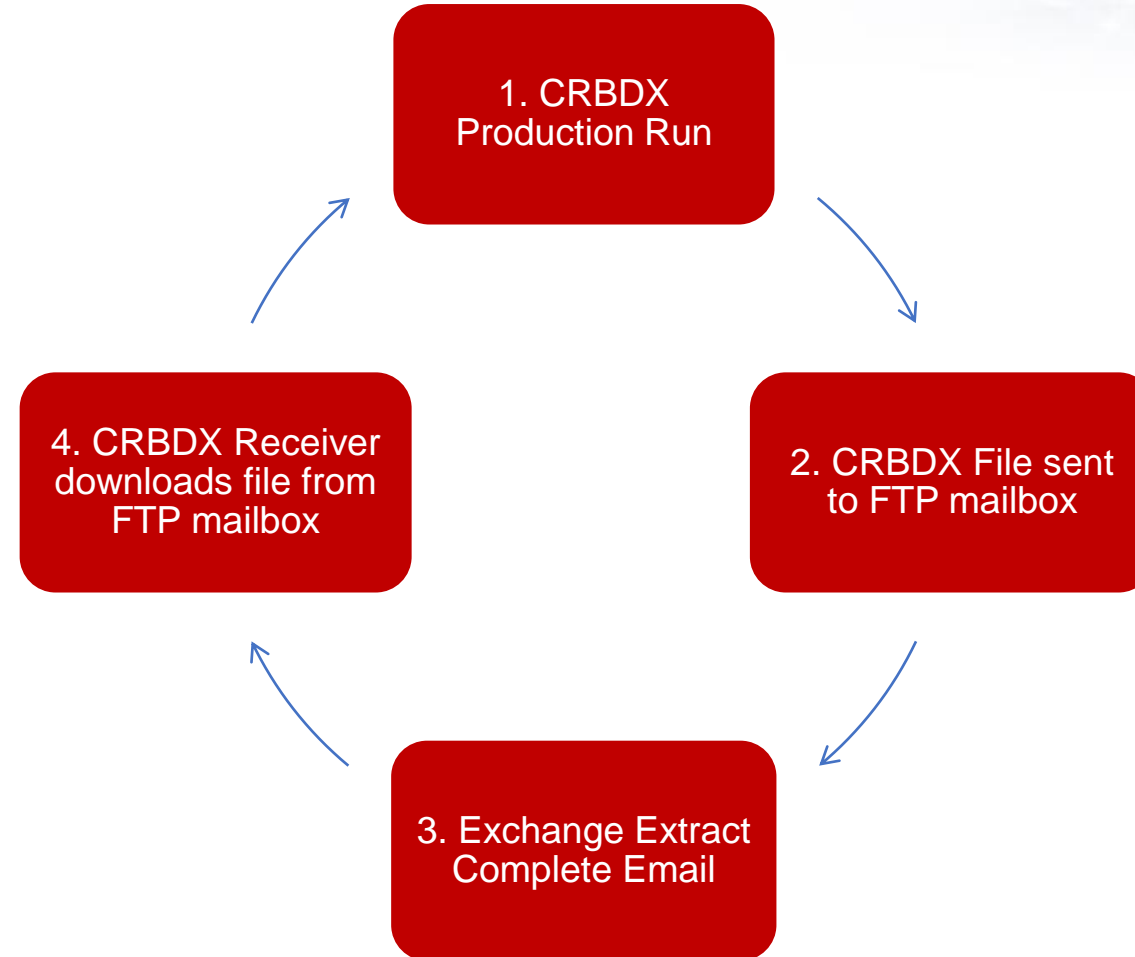 1. CRBDX
Production Run
2. CRBDX File sent
to FTP mailbox
3. Exchange Extract
Complete Email
4. CRBDX Receiver
downloads file from
FTP mailbox